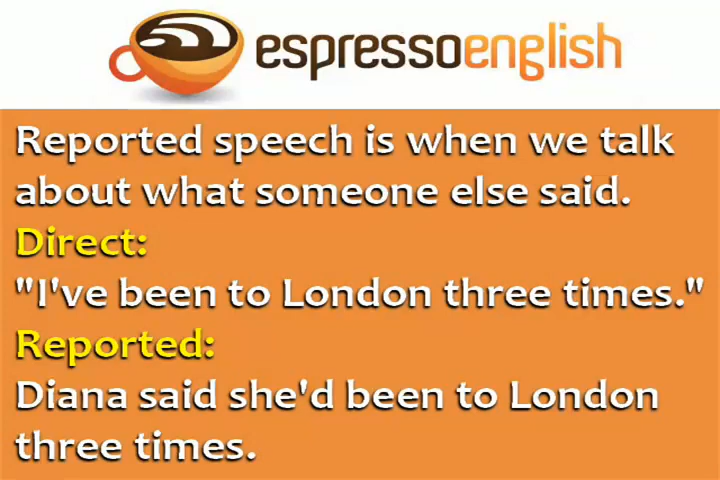 espressoenglish
Reported speech is when we talk
about what someone else said.
Direct:
"I've been to London three times."
Reported:
Diana said she'd been to London
three times.